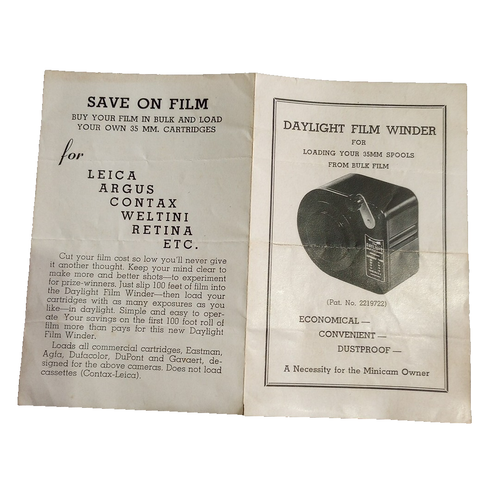 SAVE ON FILM
BUY YOUR FILM IN BULK AND LOAD
YOUR OWN 35 MM. CARTRIDGES
for
LEICA
ARGUS
CONTAX
WELTINI
RETINA
ETC.
Cut your film cost so low you'll never give
it another thought. Keep your mind clear to
make more and better shots—to experiment
for prize-winners. Just slip 100 feet of film into
the Daylight Film Winder—then load your
cartridges with as many exposures as you
like—in daylight. Simple and easy to oper-
ate. Your savings on the first 100 foot roll of
film more than pays for this new Daylight
Film Winder.
Loads all commercial cartridges, Eastman,
Agfa, Dufacolor, DuPont and Gavaert, de-
signed for the above cameras. Does not load
cassettes (Contax-Leica).
DAYLIGHT FILM WINDER
FOR
LOADING YOUR 35MM SPOOLS
FROM BULK FILM
(Pat. No. 2219722)
ECONOMICAL—
CONVENIENT—
DUSTPROOF—
A Necessity for the Minicam Owner